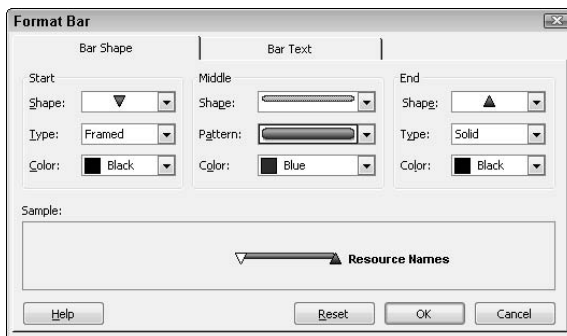 Format Bar
Bar Shape Bar Text
Start Middle End
Shape: Shape: Shape:
Type: Framed Pattern: Type: Solid
Color: Black Color: Blue Color: Black
Sample:
Resource Names
Help Reset OK Cancel